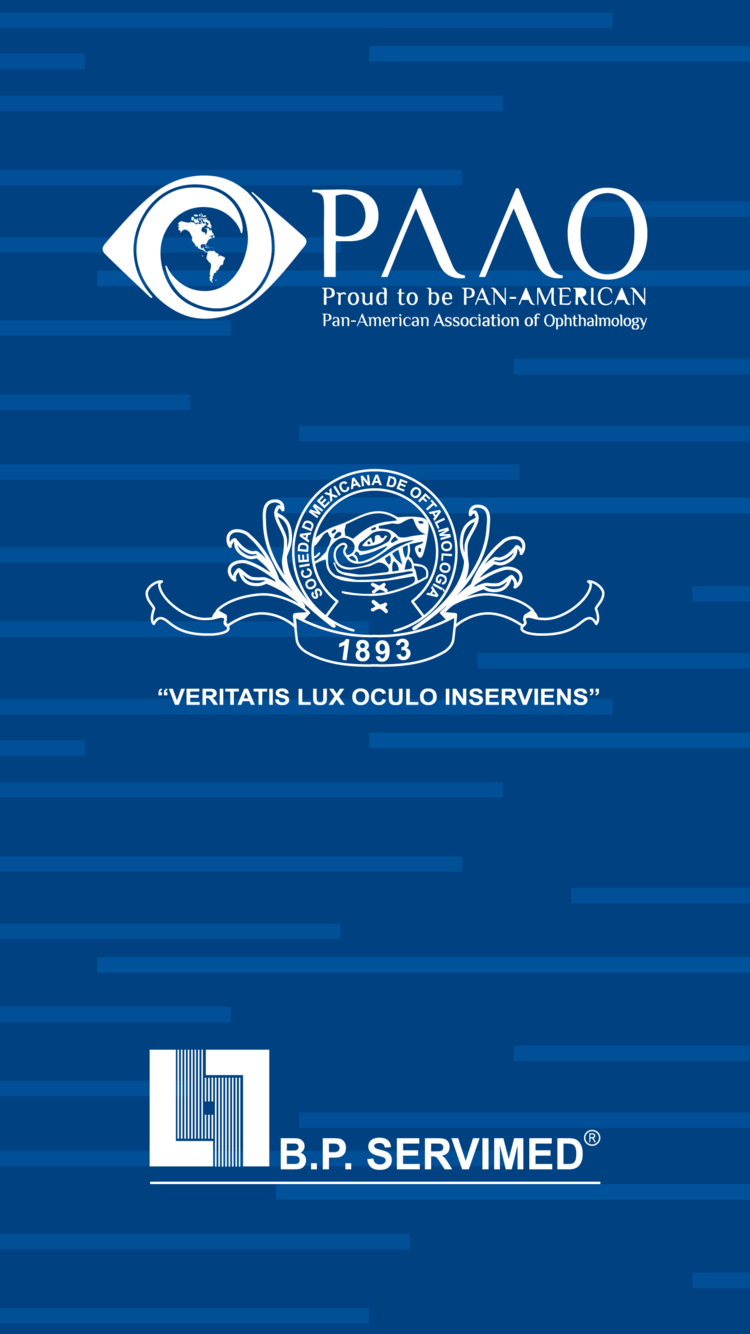 PAAO
Proud to be PAN-AMERICAN
Pan-American Association of Ophthalmology
SOCIEDAD MEXICANA DE OFTALMOLOGÍA
1893
“VERITATIS LUX OCULO INSERVIENS”
B.P. SERVIMED®